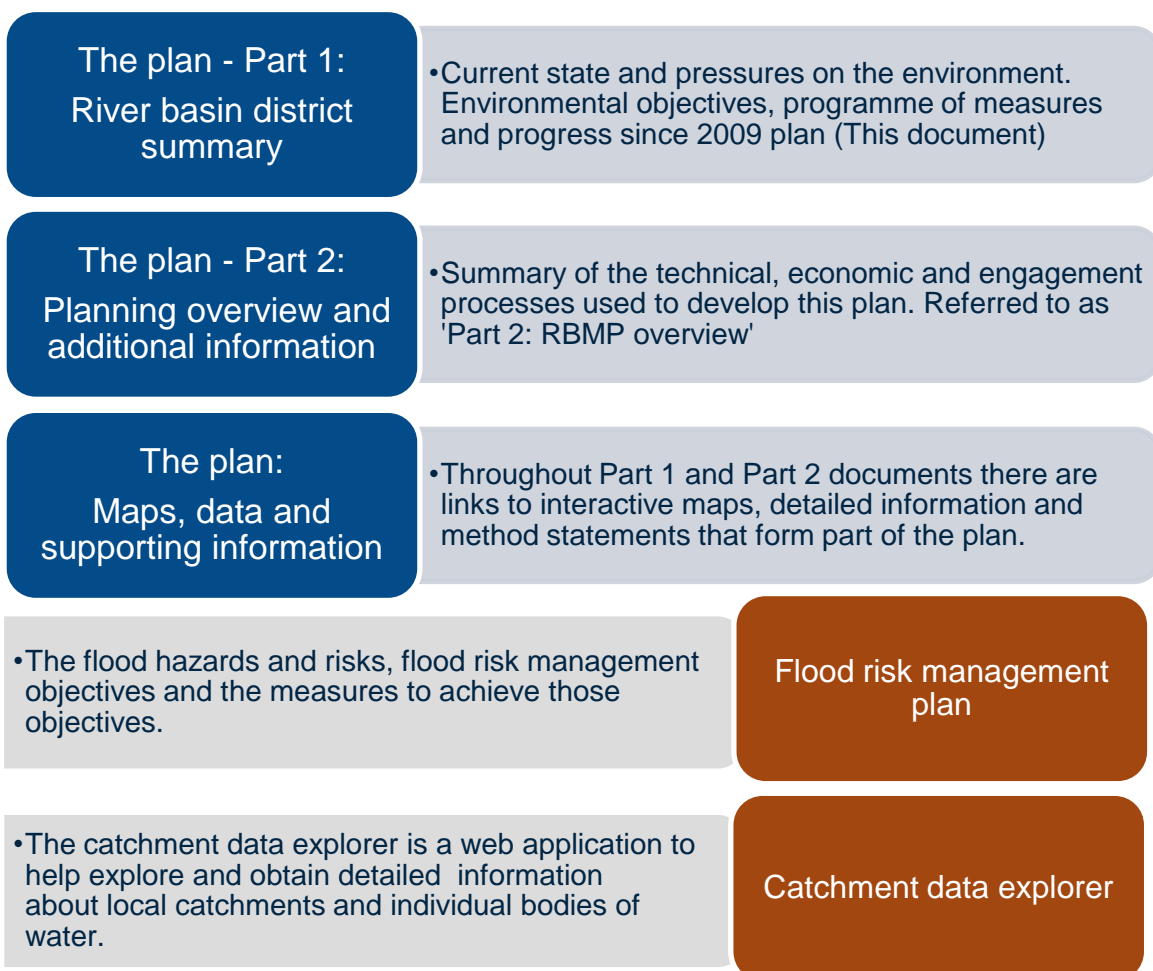 The plan - Part 1:
River basin district
summary
•Current state and pressures on the environment.
Environmental objectives, programme of measures
and progress since 2009 plan (This document)
The plan - Part 2:
Planning overview and
additional information
•Summary of the technical, economic and engagement
processes used to develop this plan. Referred to as
'Part 2: RBMP overview'
The plan:
Maps, data and
supporting information
•Throughout Part 1 and Part 2 documents there are
links to interactive maps, detailed information and
method statements that form part of the plan.
•The flood hazards and risks, flood risk management
objectives and the measures to achieve those
objectives.
Flood risk management
plan
•The catchment data explorer is a web application to
help explore and obtain detailed information
about local catchments and individual bodies of
water.
Catchment data explorer